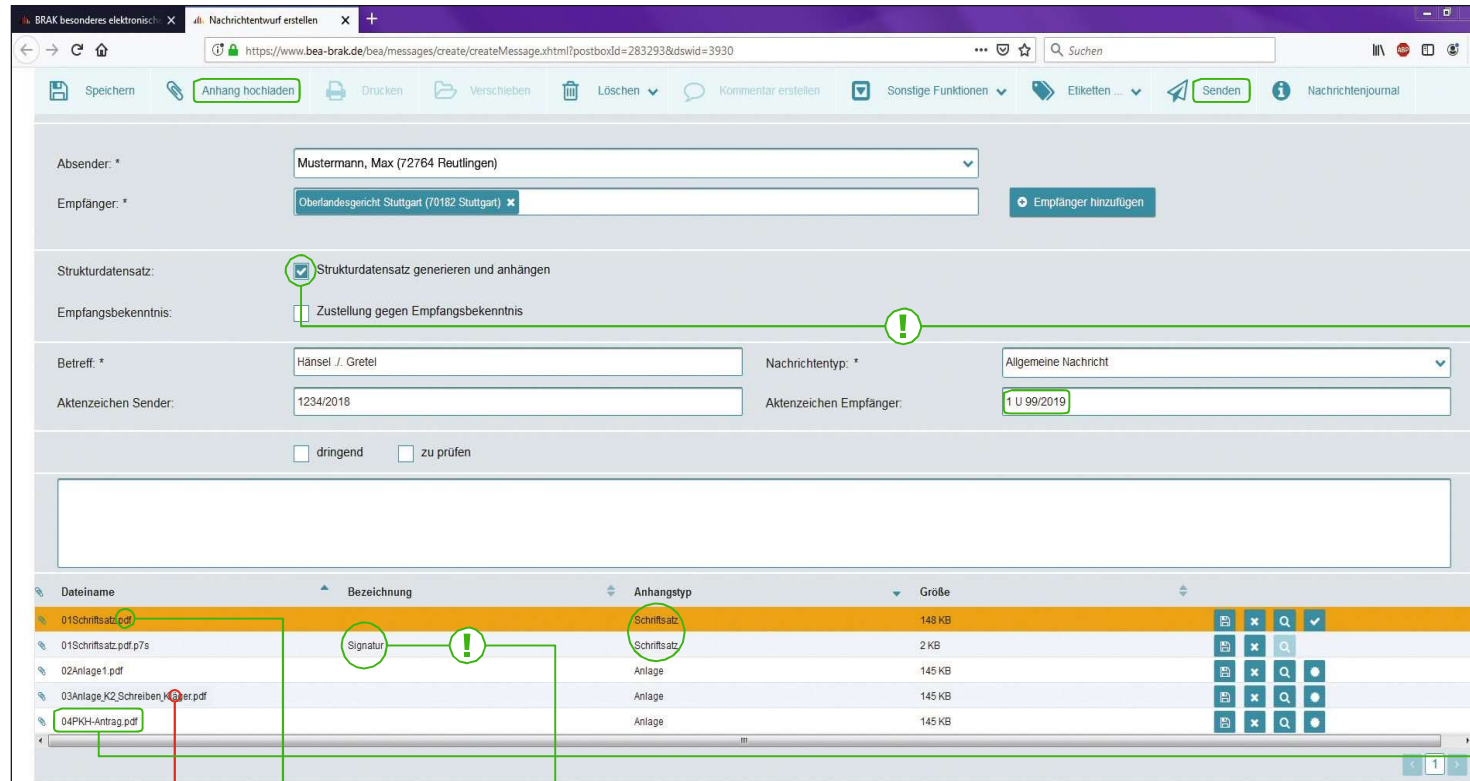 BRAK besonderes elektronisch X Nachrichtentwurf erstellen X +
https://www.bea-brak.de/bea/messages/create/createMessage.xhtml?postboxId=283293&dswid=3930 ... Suchen ABP
Speichern Anhang hochladen Drucken Verschieben Löschen Kommentar erstellen Sonstige Funktionen Etiketten ... Senden Nachrichtenjournal
Absender: * Mustermann, Max (72764 Reutlingen)
Empfänger: * Oberlandesgericht Stuttgart (70182 Stuttgart) Empfänger hinzufügen
Strukturdatensatz: Strukturdatensatz generieren und anhängen
Empfangsbekenntnis: Zustellung gegen Empfangsbekenntnis
!
Betreff: * Hänsel ./. Gretel Nachrichtentyp: * Allgemeine Nachricht
Aktenzeichen Sender: 1234/2018 Aktenzeichen Empfänger: 1 U 99/2019
dringend zu prüfen
Dateiname Bezeichnung Anhangstyp Größe
01Schriftsatz.pdf Schriftsatz 148 KB
01Schriftsatz.pdf.p7s Signatur ! Schriftsatz 2 KB
02Anlage1.pdf Anlage 145 KB
03Anlage_K2_Schreiben_Kläger.pdf Anlage 145 KB
04PKH-Antrag.pdf Anlage 145 KB
1